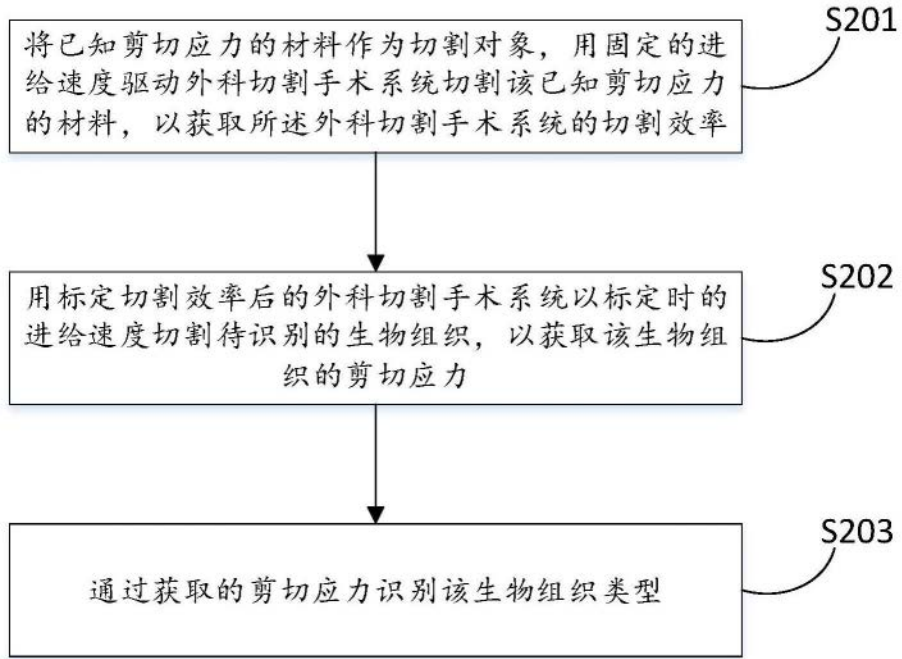 S201
将已知剪切应力的材料作为切割对象，用固定的进
给速度驱动外科切割手术系统切割该已知剪切应力
的材料，以获取所述外科切割手术系统的切割效率
S202
用标定切割效率后的外科切割手术系统以标定时的
进给速度切割待识别的生物组织，以获取该生物组
织的剪切应力
S203
通过获取的剪切应力识别该生物组织类型